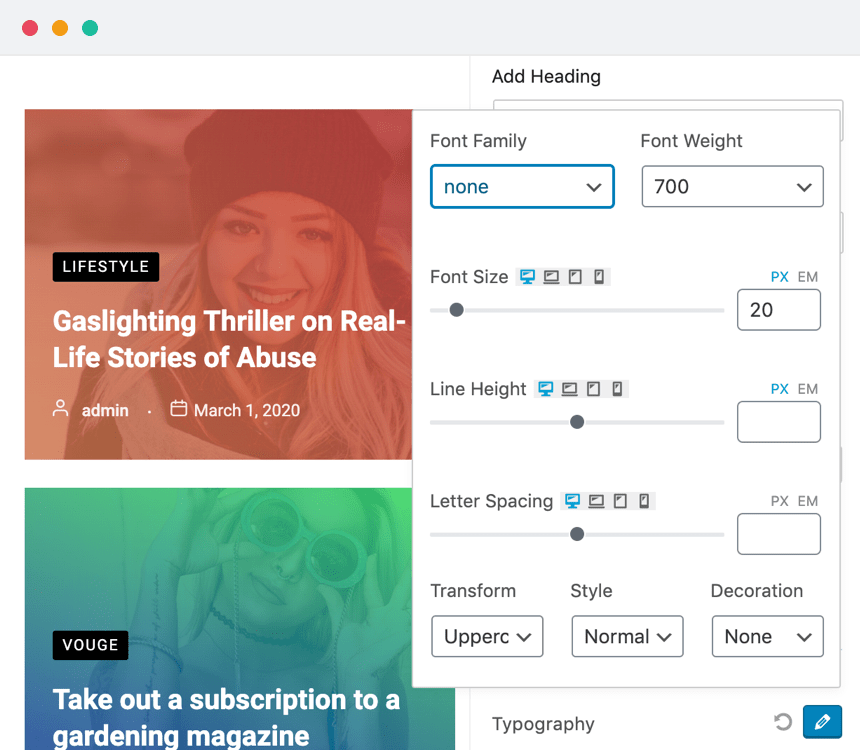 Add Heading
Font Family
Font Weight
none
700
Font Size
PX EM
20
Line Height
PX EM
Letter Spacing
PX EM
Transform
Style
Decoration
Upperc
Normal
None
Typography
LIFESTYLE
Gaslighting Thriller on Real-
Life Stories of Abuse
admin · March 1, 2020
VOUGE
Take out a subscription to a
gardening magazine